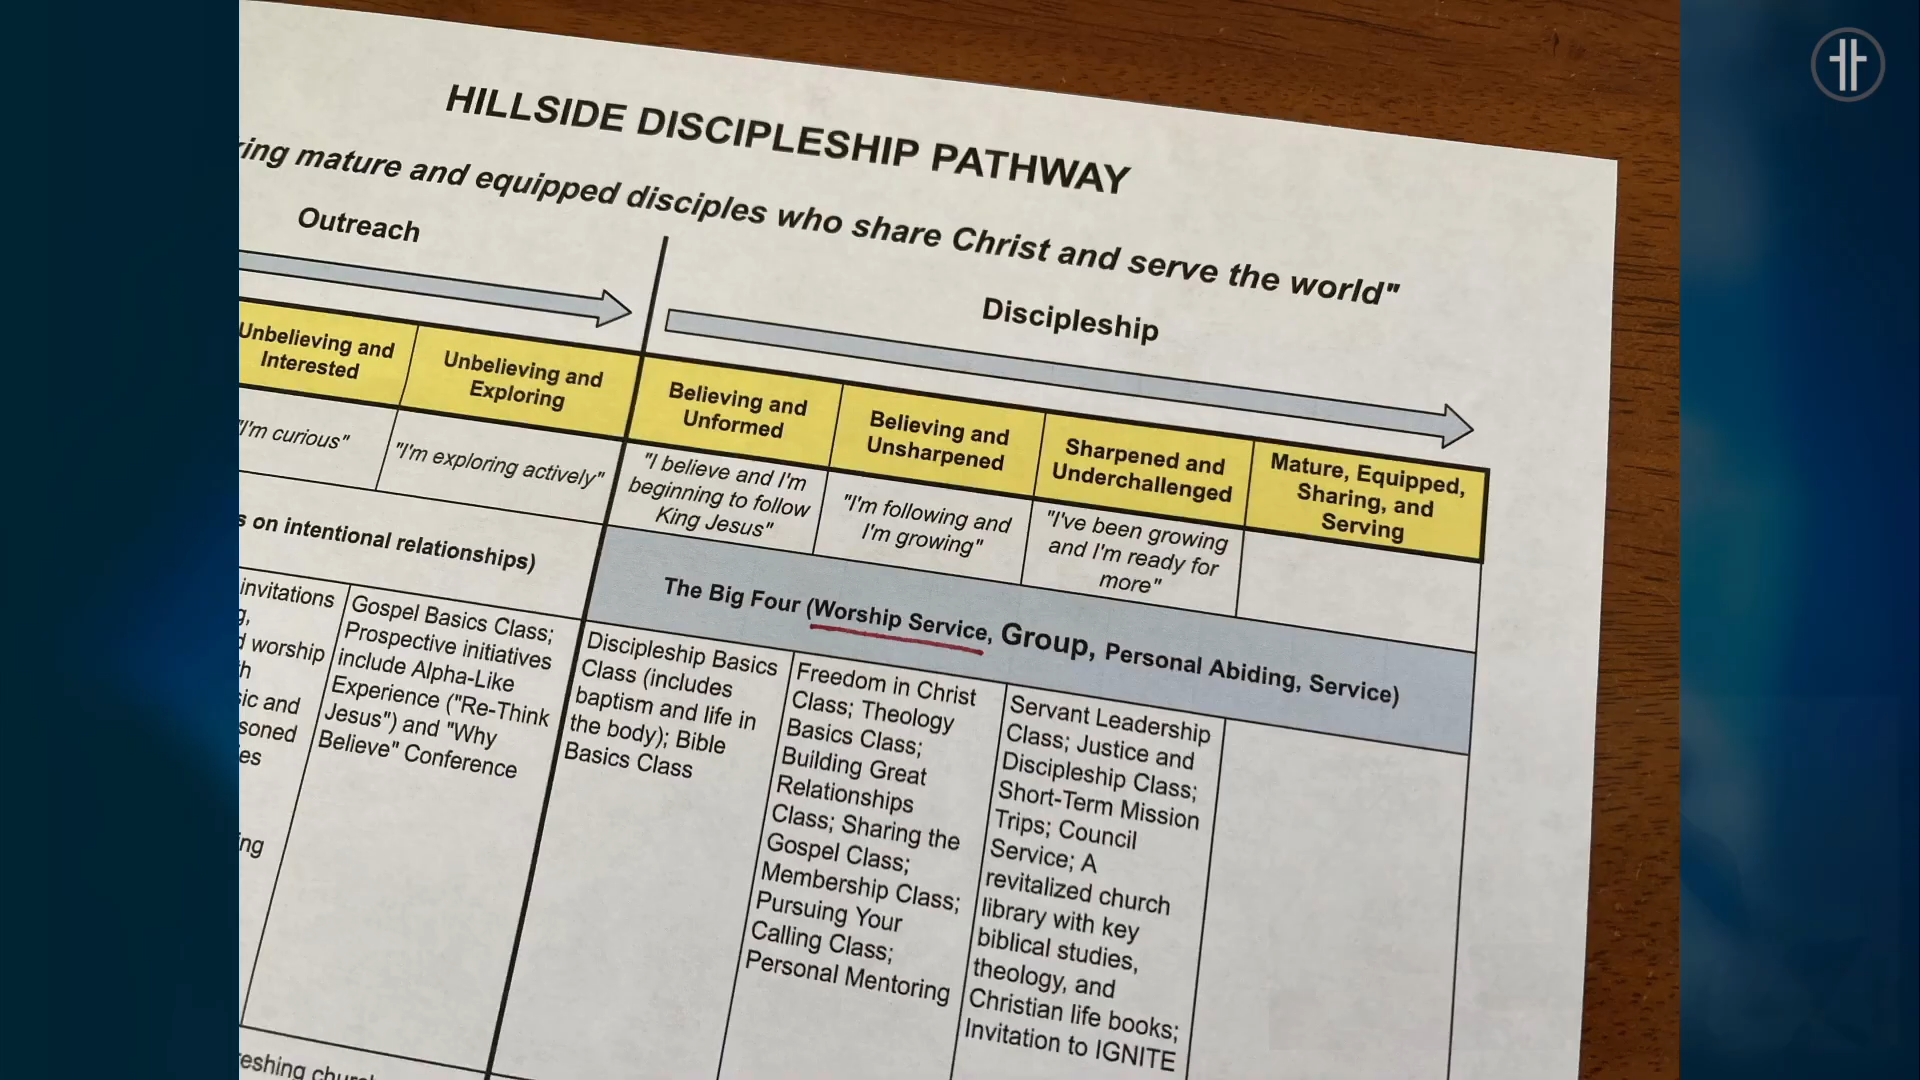 HILLSIDE DISCIPLESHIP PATHWAY
mature and equipped disciples who share Christ and serve the world"
Outreach
Discipleship
Unbelieving and
Interested
Unbelieving and
Exploring
Believing and
Unformed
Believing and
Unsharpened
Sharpened and
Underchallenged
Mature, Equipped,
Sharing, and
Serving
"I'm curious"
"I'm exploring actively"
"I believe and I'm
beginning to follow
King Jesus"
"I'm following and
I'm growing"
"I've been growing
and I'm ready for
more"
on intentional relationships)
The Big Four (Worship Service, Group, Personal Abiding, Service)
invitations
worship
and
Gospel Basics Class;
Prospective initiatives
include Alpha-Like
Experience ("Re-Think
Jesus") and "Why
Believe" Conference
Discipleship Basics
Class (includes
baptism and life in
the body); Bible
Basics Class
Freedom in Christ
Class; Theology
Basics Class;
Building Great
Relationships
Class; Sharing the
Gospel Class;
Membership Class;
Pursuing Your
Calling Class;
Personal Mentoring
Servant Leadership
Class; Justice and
Discipleship Class;
Short-Term Mission
Trips; Council
Service; A
revitalized church
library with key
biblical studies,
theology, and
Christian life books;
Invitation to IGNITE